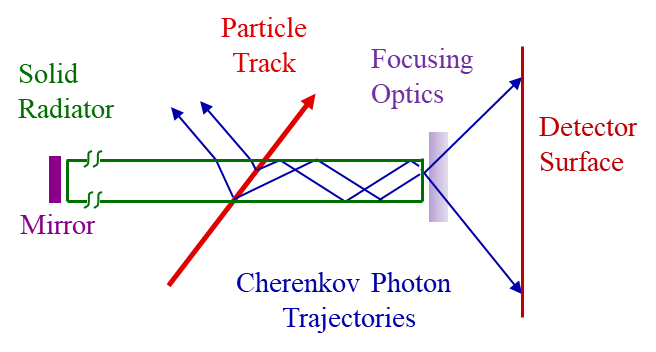 Particle
Track
Solid
Radiator
Focusing
Optics
Detector
Surface
Mirror
Cherenkov Photon
Trajectories